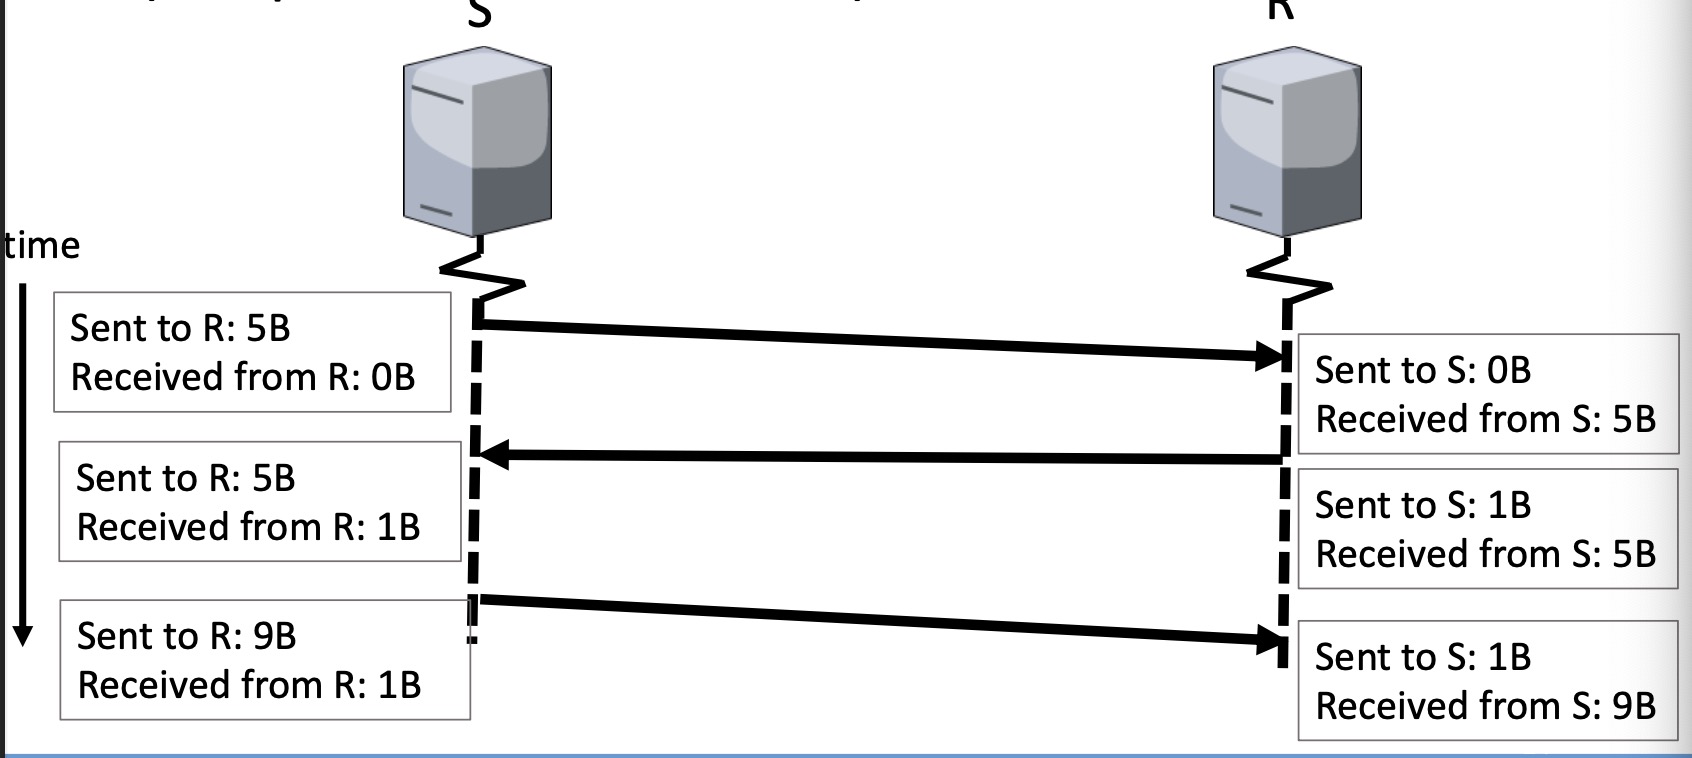 S
R
time
Sent to R: 5B
Received from R: 0B
Sent to S: 0B
Received from S: 5B
Sent to R: 5B
Received from R: 1B
Sent to S: 1B
Received from S: 5B
Sent to R: 9B
Received from R: 1B
Sent to S: 1B
Received from S: 9B